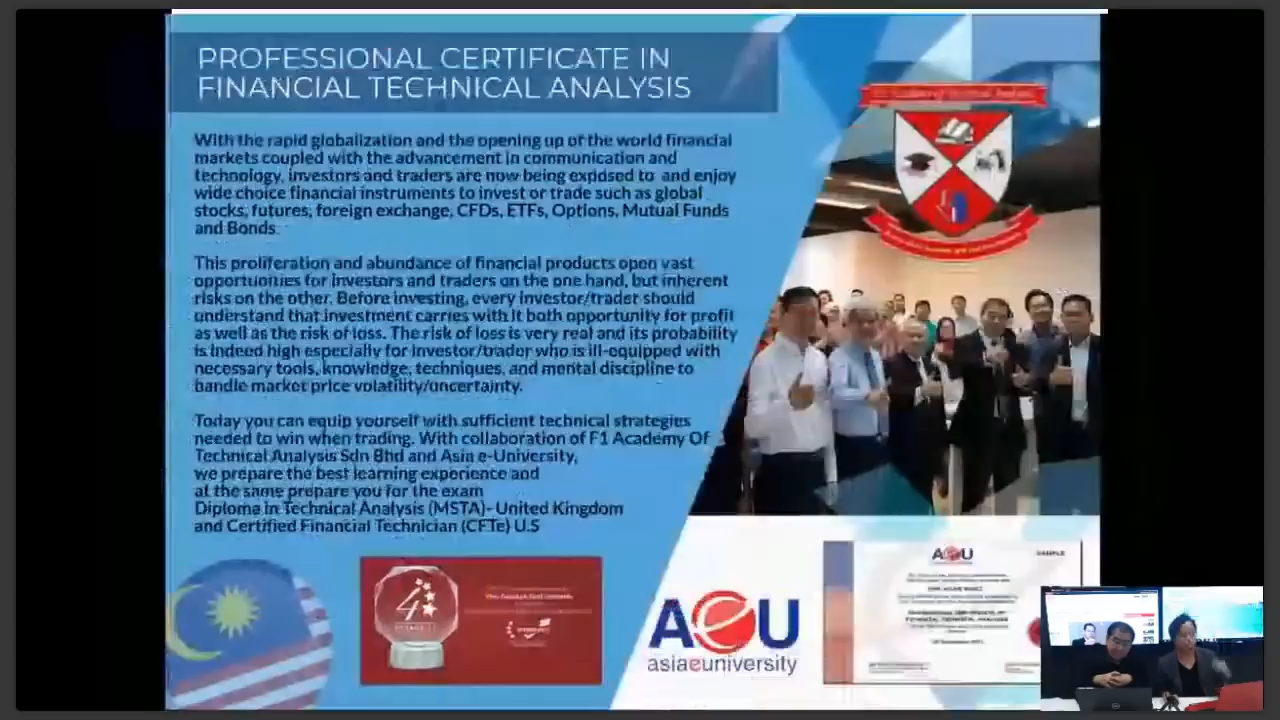 PROFESSIONAL CERTIFICATE IN
FINANCIAL TECHNICAL ANALYSIS
With the rapid globalization and the opening up of the world financial
markets coupled with the advancement in communication and
technology, investors and traders are now being exposed to and enjoy
wide choice financial instruments to invest or trade such as global
stocks, futures, foreign exchange, CFDs, ETFs, Options, Mutual Funds
and Bonds
This proliferation and abundance of financial products open vast
opportunities for investors and traders on the one hand, but inherent
risks on the other. Before investing, every investor/trader should
understand that investment carries with it both opportunity for profit
as well as the risk of loss. The risk of loss is very real and its probability
is indeed high especially for investor/trader who is ill-equipped with
necessary tools, knowledge, techniques, and mental discipline to
handle market price volatility/uncertainty.
Today you can equip yourself with sufficient technical strategies
needed to win when trading. With collaboration of F1 Academy Of
Technical Analysis Sdn Bhd and Asia e-University,
we prepare the best learning experience and
at the same prepare you for the exam
Diploma in Technical Analysis (MSTA)- United Kingdom
and Certified Financial Technician (CFTe) U.S
4
AeU
asiaeuniversity
AeU
SAMPLE
PROFESSIONAL CERTIFICATE IN
FINANCIAL TECHNICAL ANALYSIS